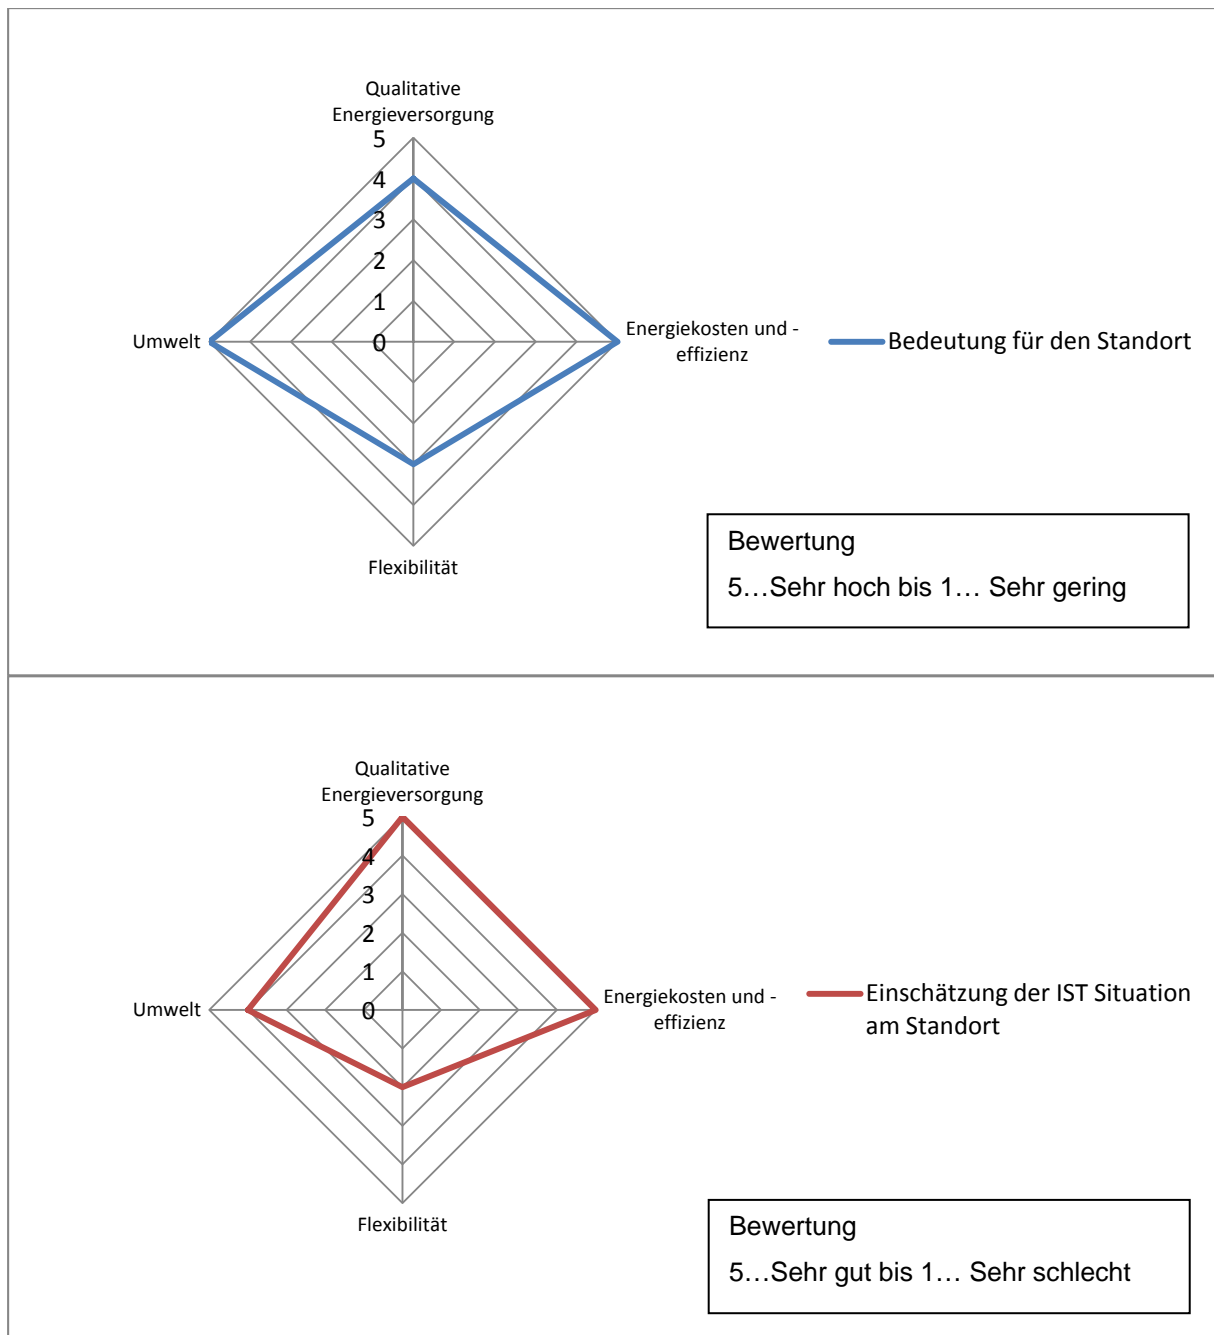 Qualitative
Energieversorgung
5
4
3
2
1
0
Umwelt
Energiekosten und -
effizienz
Bedeutung für den Standort
Flexibilität
Bewertung
5…Sehr hoch bis 1… Sehr gering
Qualitative
Energieversorgung
5
4
3
2
1
0
Umwelt
Energiekosten und -
effizienz
Einschätzung der IST Situation
am Standort
Flexibilität
Bewertung
5…Sehr gut bis 1… Sehr schlecht